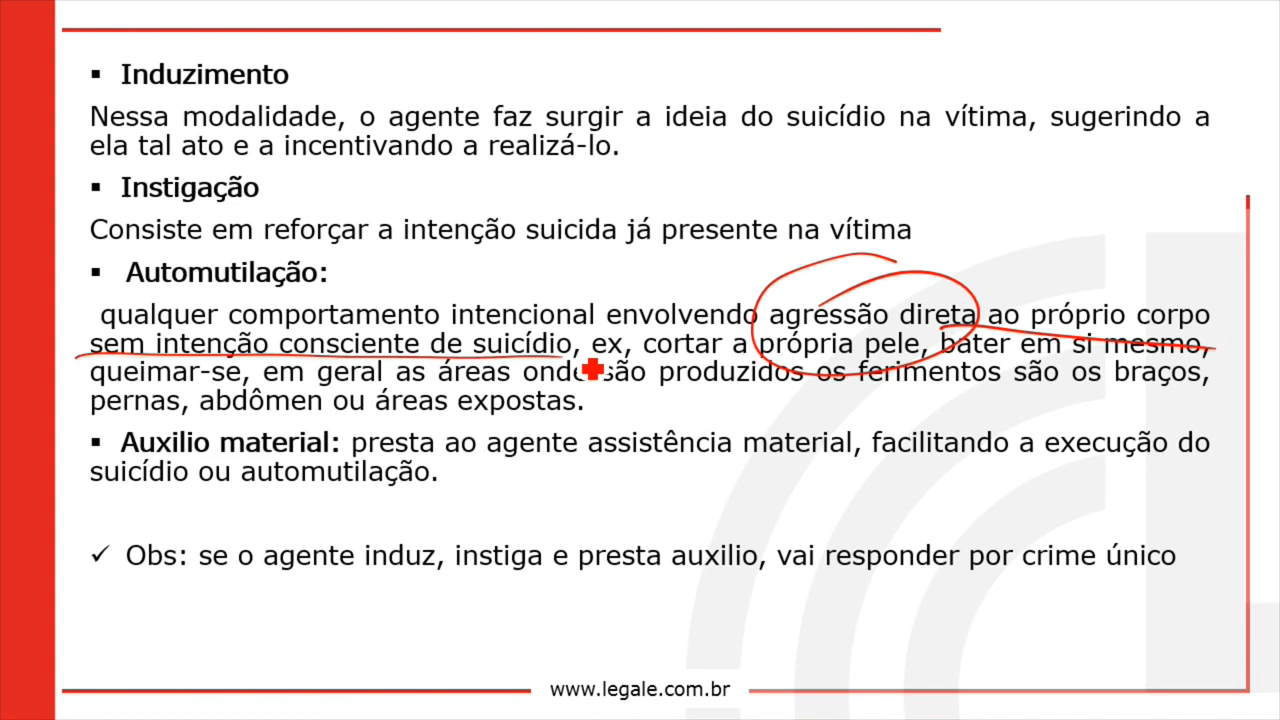 ▪ Induzimento
Nessa modalidade, o agente faz surgir a ideia do suicídio na vítima, sugerindo a
ela tal ato e a incentivando a realizá-lo.
▪ Instigação
Consiste em reforçar a intenção suicida já presente na vítima
▪ Automutilação:
qualquer comportamento intencional envolvendo agressão direta ao próprio corpo
sem intenção consciente de suicídio, ex, cortar a própria pele, bater em si mesmo,
queimar-se, em geral as áreas onde são produzidos os ferimentos são os braços,
pernas, abdômen ou áreas expostas.
▪ Auxilio material: presta ao agente assistência material, facilitando a execução do
suicídio ou automutilação.
✓ Obs: se o agente induz, instiga e presta auxilio, vai responder por crime único
www.legale.com.br